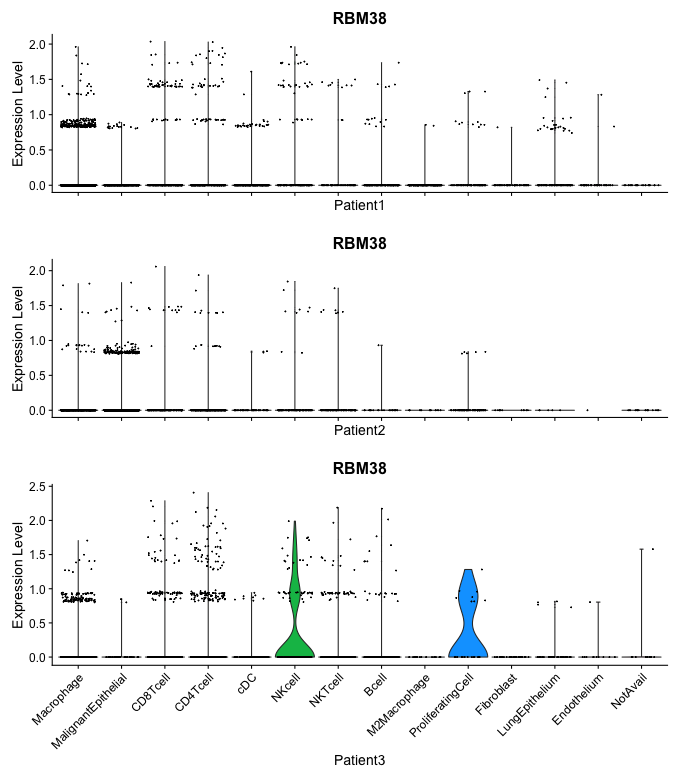 RBM38
Expression Level
2.0
1.5
1.0
0.5
0.0
Patient1
RBM38
Expression Level
2.0
1.5
1.0
0.5
0.0
Patient2
RBM38
Expression Level
2.5
2.0
1.5
1.0
0.5
0.0
Macrophage
MalignantEpithelial
CD8Tcell
CD4Tcell
cDC
NKcell
NKTcell
Bcell
M2Macrophage
ProliferatingCell
Fibroblast
LungEpithelium
Endothelium
NotAvail
Patient3